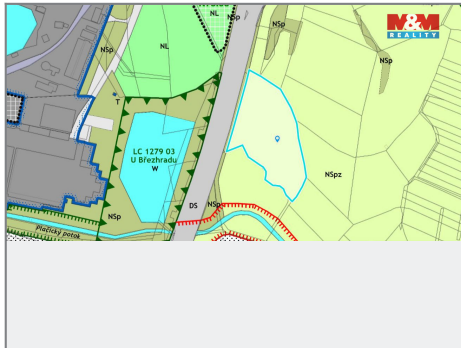 NSp
NL
NSp
M&M
REALITY
NL
NSp
NSp
T
LC 1279 03
U Březhradu
W
NSpz
DS
NSp
NSp
Plačický potok